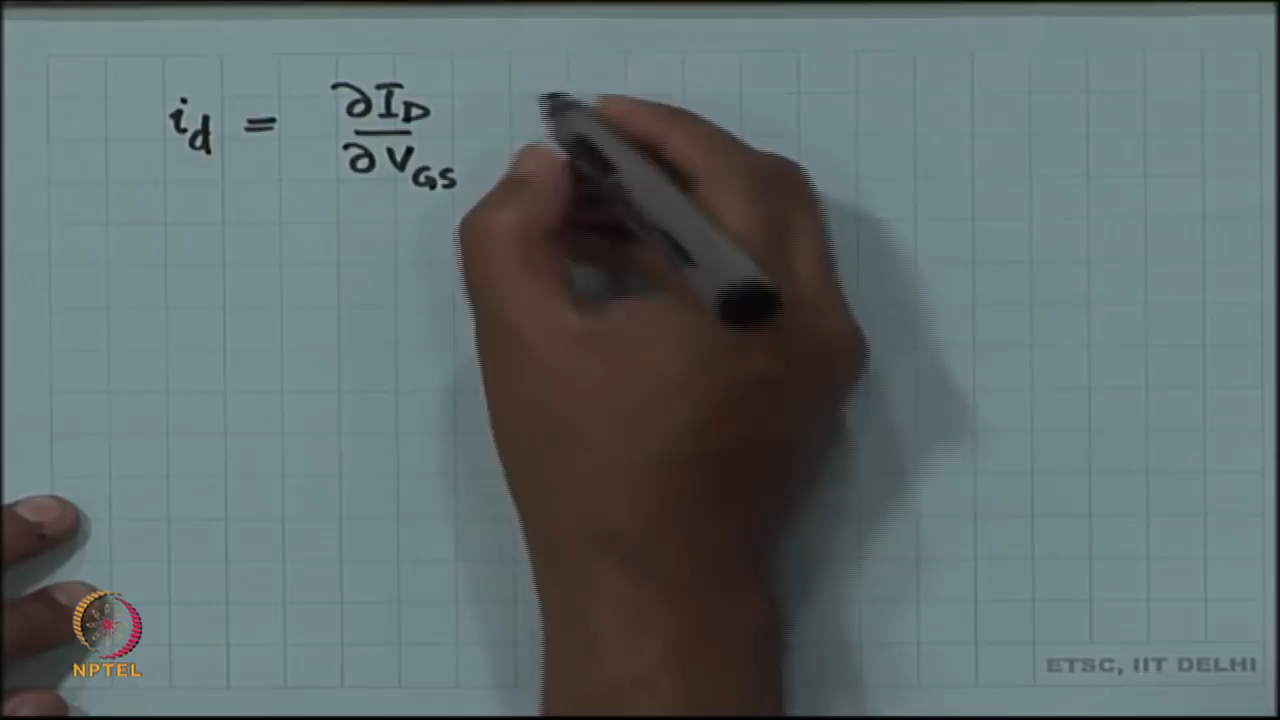 i_d = ∂I_D / ∂V_GS
NPTEL
ETSC, IIT DELHI